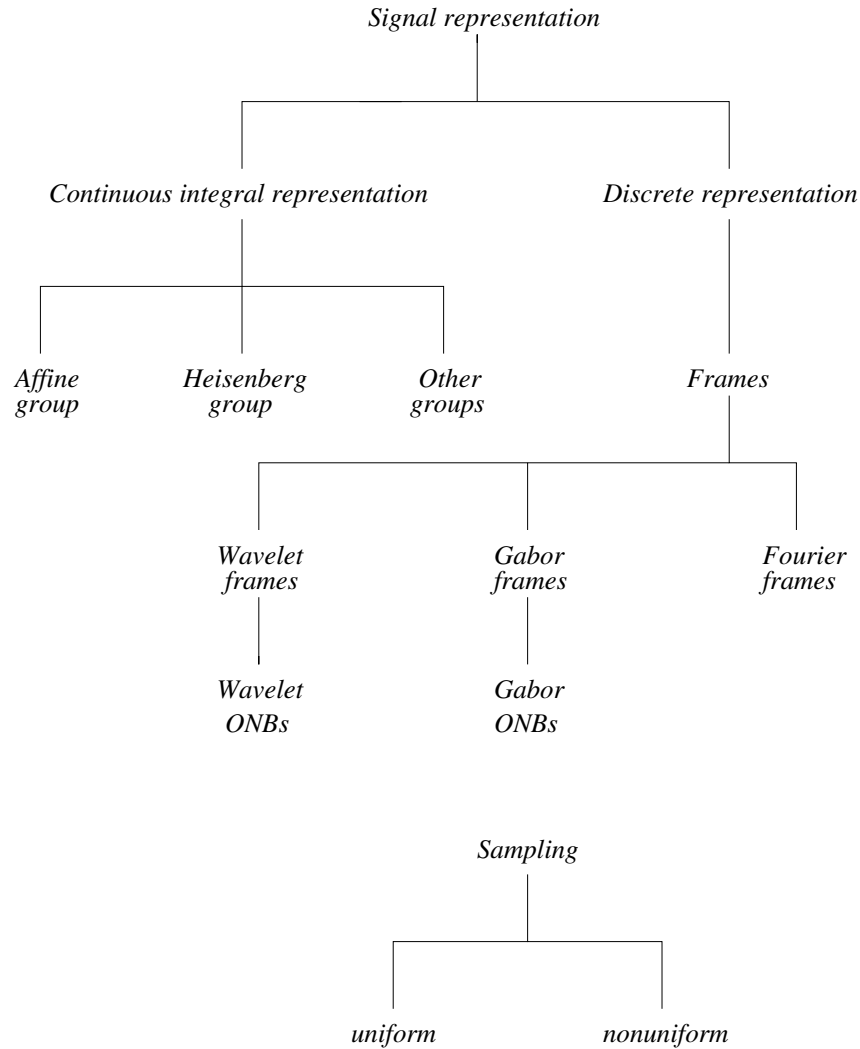 Signal representation
Continuous integral representation
Discrete representation
Affine
group
Heisenberg
group
Other
groups
Frames
Wavelet
frames
Gabor
frames
Fourier
frames
Wavelet
ONBs
Gabor
ONBs
Sampling
uniform
nonuniform